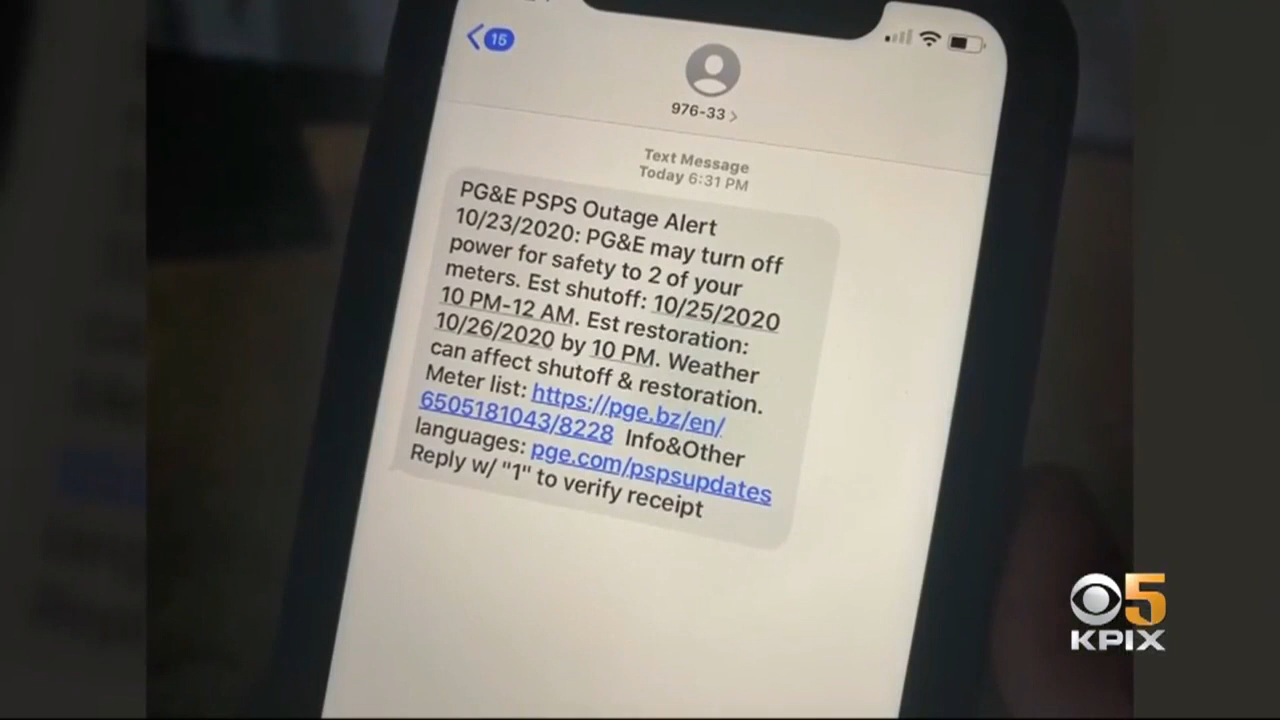 15
976-33 >
Text Message
Today 6:31 PM
PG&E PSPS Outage Alert
10/23/2020: PG&E may turn off
power for safety to 2 of your
meters. Est shutoff: 10/25/2020
10 PM-12 AM. Est restoration:
10/26/2020 by 10 PM. Weather
can affect shutoff & restoration.
Meter list: https://pge.bz/en/
6505181043/8228 Info&Other
languages: pge.com/pspsupdates
Reply w/ "1" to verify receipt
5
KPIX